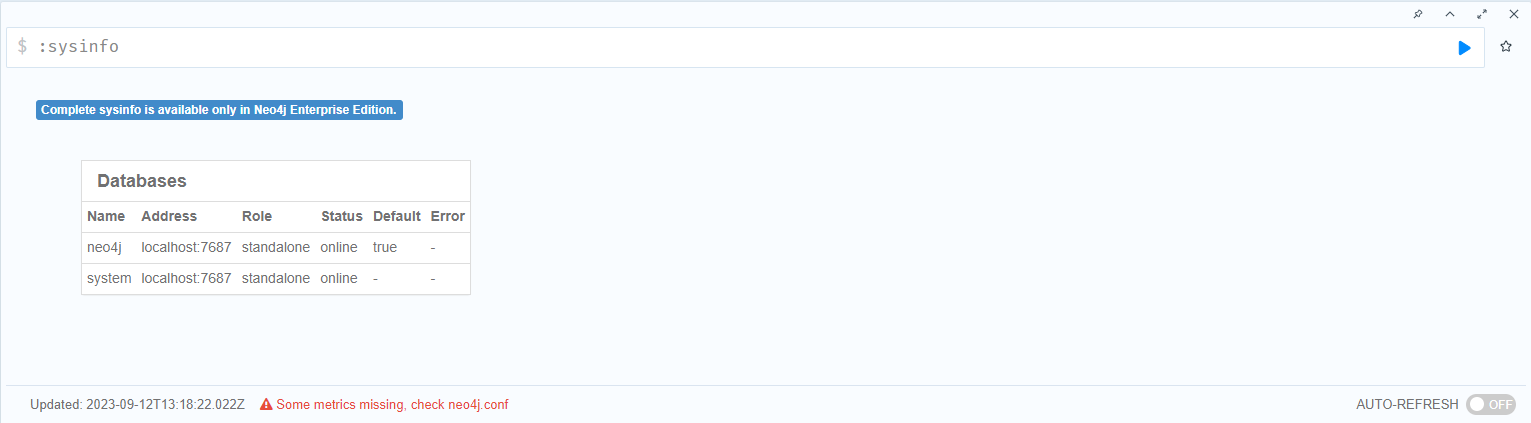 $ :sysinfo
Complete sysinfo is available only in Neo4j Enterprise Edition.
Databases
Name Address Role Status Default Error
neo4j localhost:7687 standalone online true -
system localhost:7687 standalone online - -
Updated: 2023-09-12T13:18:22.022Z Some metrics missing, check neo4j.conf AUTO-REFRESH OFF